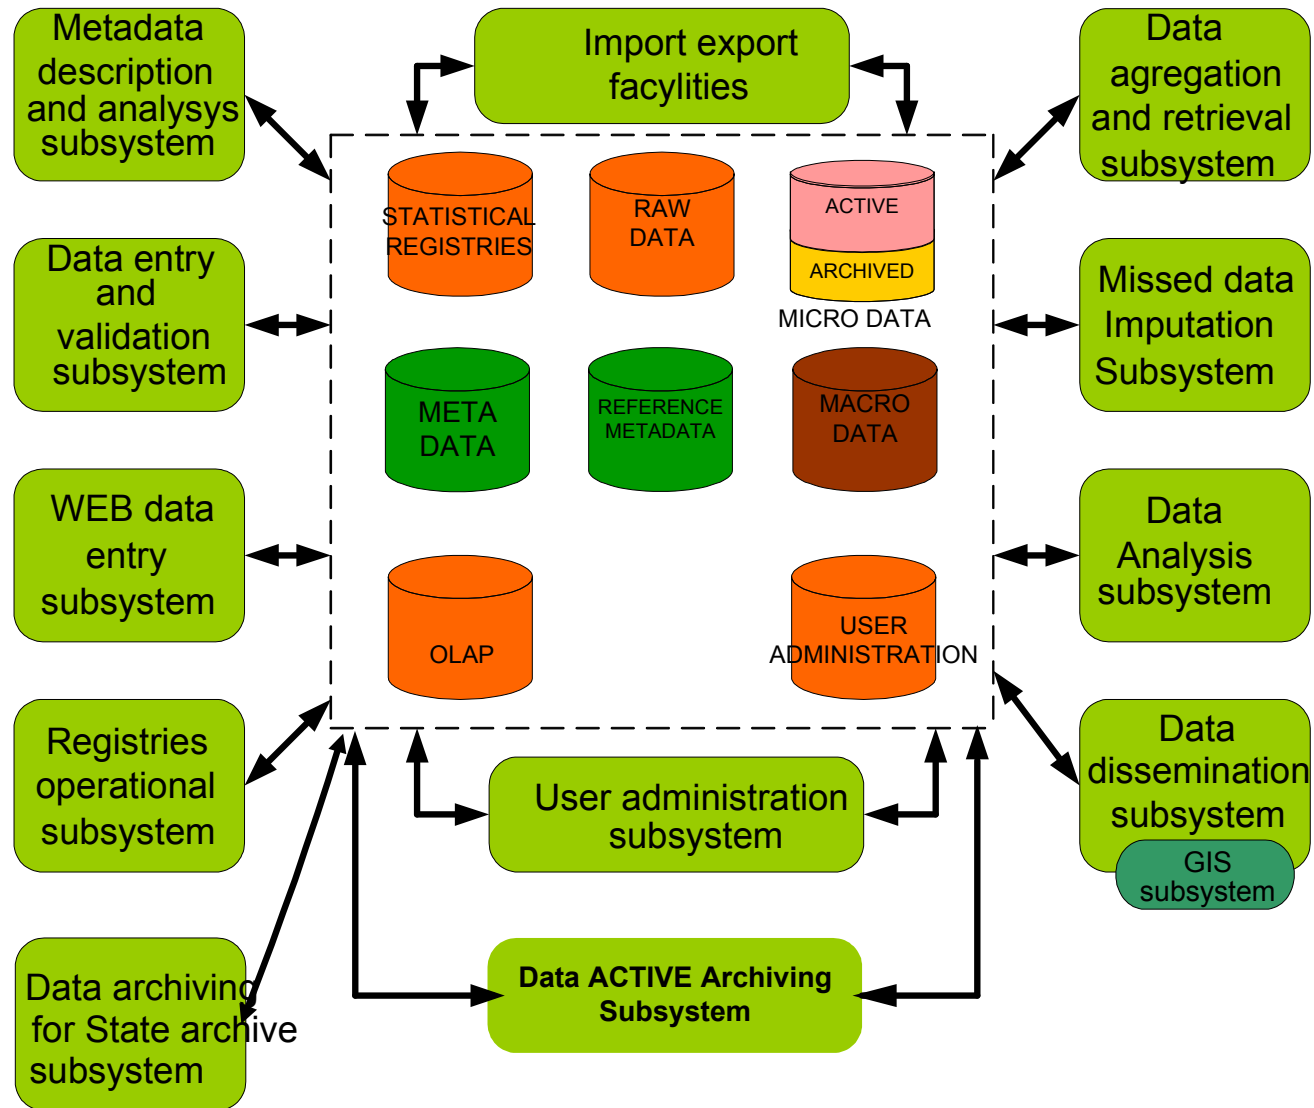 Metadata
description
and analysys
subsystem
Import export
facylities
Data
agregation
and retrieval
subsystem
STATISTICAL
REGISTRIES
RAW
DATA
ACTIVE
ARCHIVED
MICRO DATA
Data entry
and
validation
subsystem
Missed data
Imputation
Subsystem
META
DATA
REFERENCE
METADATA
MACRO
DATA
WEB data
entry
subsystem
Data
Analysis
subsystem
OLAP
USER
ADMINISTRATION
Registries
operational
subsystem
User administration
subsystem
Data
dissemination
subsystem
GIS
subsystem
Data archiving
for State archive
subsystem
Data ACTIVE Archiving
Subsystem